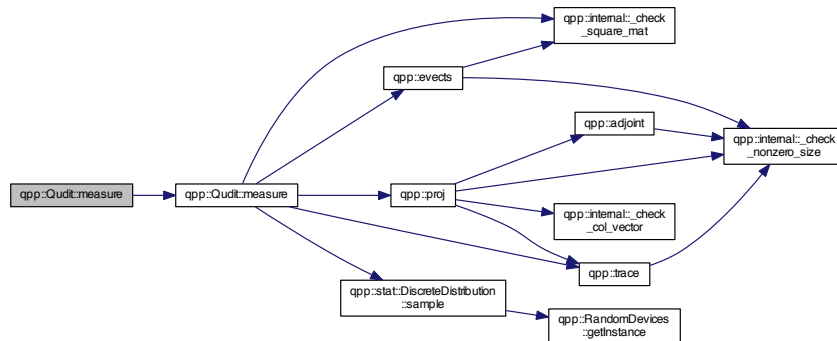 qpp::internal::_check
_square_mat
qpp::evects
qpp::adjoint
qpp::internal::_check
_nonzero_size
qpp::Qudit::measure
qpp::Qudit::measure
qpp::proj
qpp::internal::_check
_col_vector
qpp::trace
qpp::stat::DiscreteDistribution
::sample
qpp::RandomDevices
::getInstance